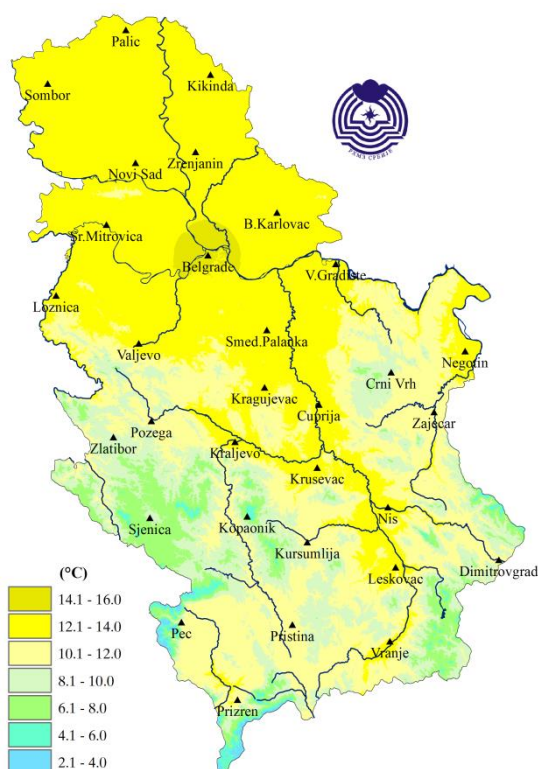 Palic
Kikinda
Sombor
Zrenjanin
Novi Sad
B.Karlovac
Sr.Mitrovica
Belgrade
V.Gradiste
Loznica
Smed.Palanka
Valjevo
Negotin
Crni Vrh
Kragujevac
Cuprija
Zajecar
Pozega
Zlatibor
Kraljevo
Krusevac
Nis
Sjenica
Kopaonik
Kursumlija
Dimitrovgrad
Leskovac
Pec
Pristina
Vranje
Prizren
(°C)
14.1 - 16.0
12.1 - 14.0
10.1 - 12.0
8.1 - 10.0
6.1 - 8.0
4.1 - 6.0
2.1 - 4.0